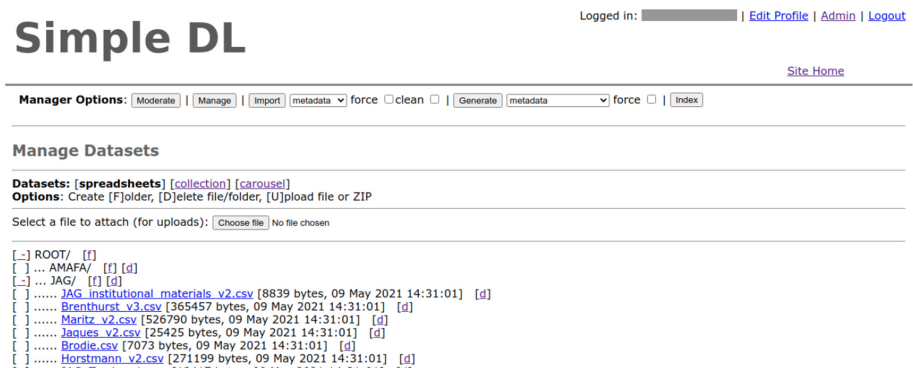 Logged in: | Edit Profile | Admin | Logout
Simple DL
Site Home
Manager Options: Moderate | Manage | Import metadata force clean | Generate metadata force | Index
Manage Datasets
Datasets: [spreadsheets] [collection] [carousel]
Options: Create [F]older, [D]elete file/folder, [U]pload file or ZIP
Select a file to attach (for uploads): Choose file No file chosen
[ -] ROOT/ [f]
[ ] ... AMAFA/ [f] [d]
[ -] ... JAG/ [f] [d]
[ ] ...... JAG_institutional_materials_v2.csv [8839 bytes, 09 May 2021 14:31:01] [d]
[ ] ...... Brenthurst_v3.csv [365457 bytes, 09 May 2021 14:31:01] [d]
[ ] ...... Maritz_v2.csv [526790 bytes, 09 May 2021 14:31:01] [d]
[ ] ...... Jaques_v2.csv [25425 bytes, 09 May 2021 14:31:01] [d]
[ ] ...... Brodie.csv [7073 bytes, 09 May 2021 14:31:01] [d]
[ ] ...... Horstmann_v2.csv [271199 bytes, 09 May 2021 14:31:01] [d]